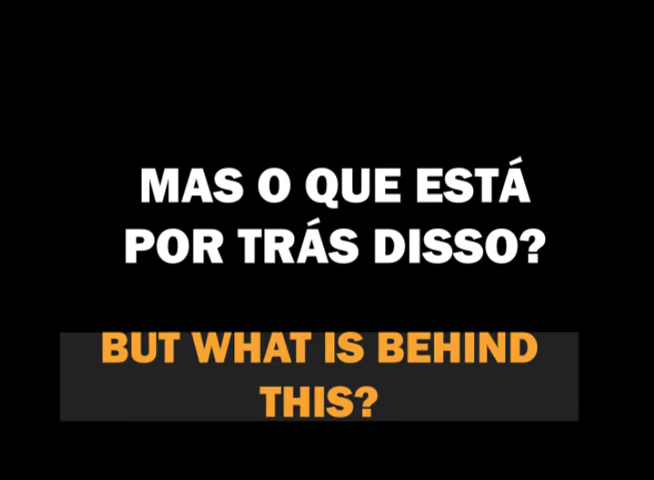 MAS O QUE ESTÁ
POR TRÁS DISSO?
BUT WHAT IS BEHIND
THIS?